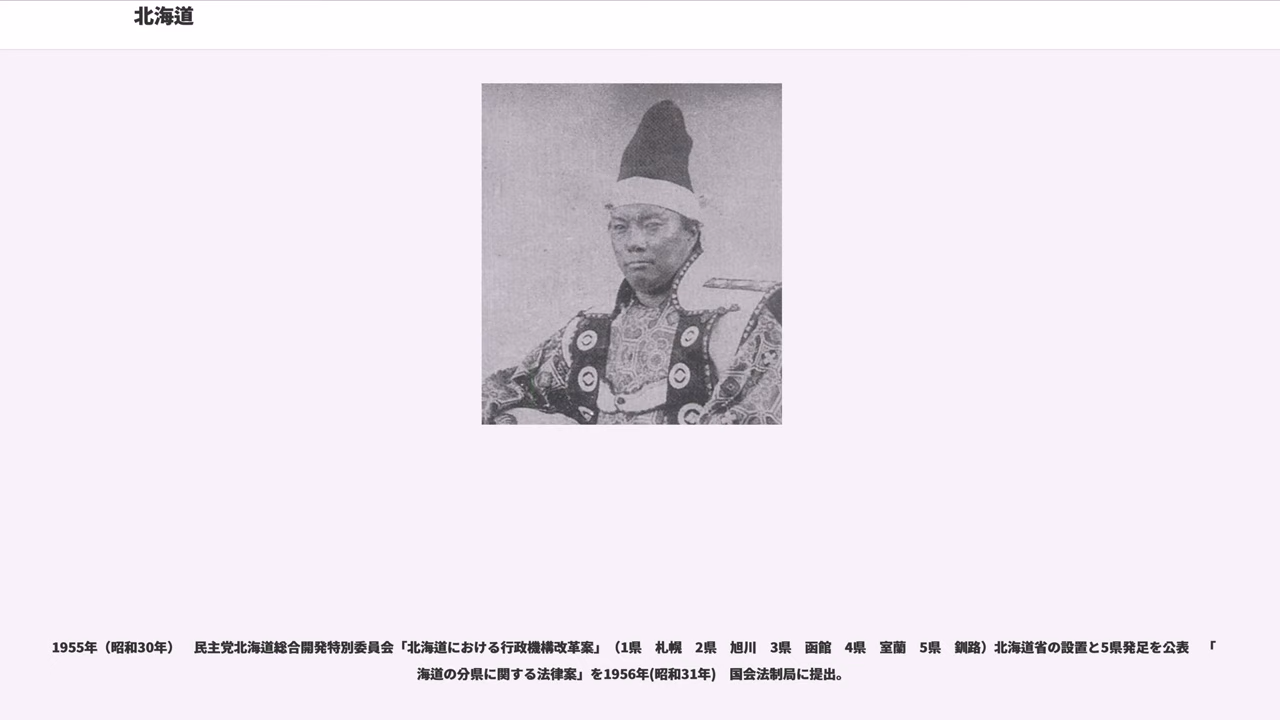 北海道
1955年（昭和30年）　民主党北海道総合開発特別委員会「北海道における行政機構改革案」（1県　札幌　2県　旭川　3県　函館　4県　室蘭　5県　釧路）北海道省の設置と5県発足を公表　「
海道の分県に関する法律案」を1956年(昭和31年)　国会法制局に提出。